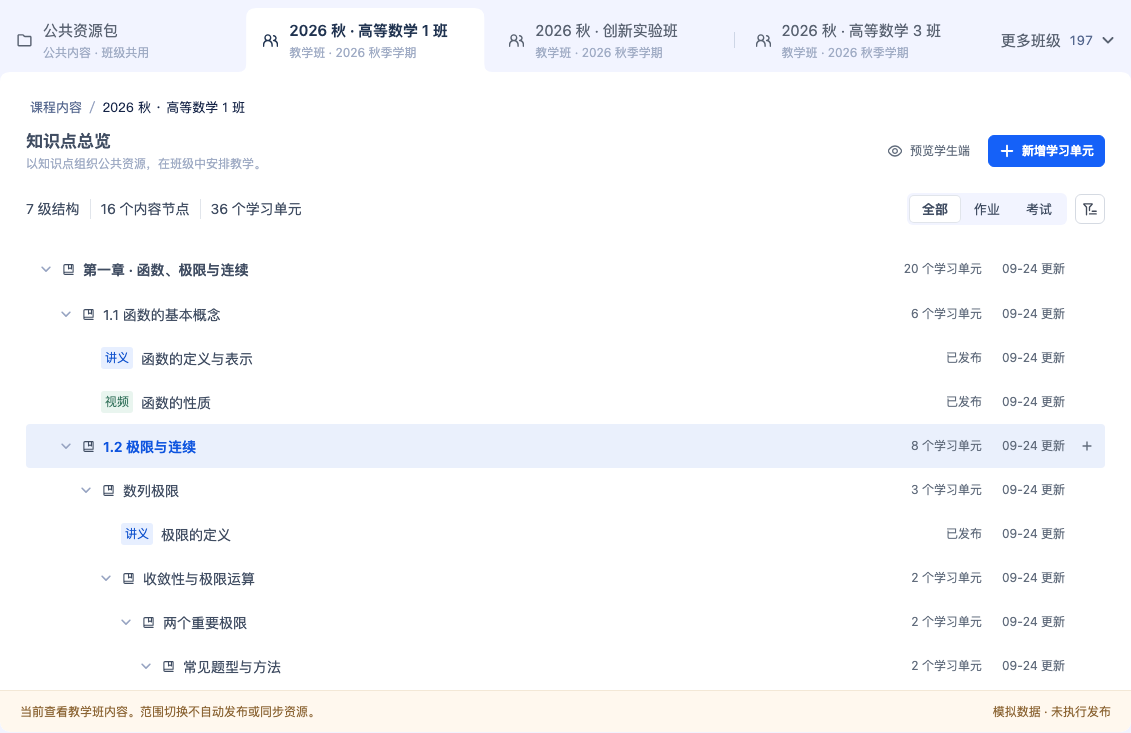 公共资源包
公共内容 · 班级共用
2026 秋 · 高等数学 1 班
教学班 · 2026 秋季学期
2026 秋 · 创新实验班
教学班 · 2026 秋季学期
2026 秋 · 高等数学 3 班
教学班 · 2026 秋季学期
更多班级 197
课程内容 / 2026 秋 · 高等数学 1 班
知识点总览
以知识点组织公共资源，在班级中安排教学。
预览学生端
新增学习单元
7 级结构 16 个内容节点 36 个学习单元
全部 作业 考试
第一章 · 函数、极限与连续 20 个学习单元 09-24 更新
1.1 函数的基本概念 6 个学习单元 09-24 更新
讲义 函数的定义与表示 已发布 09-24 更新
视频 函数的性质 已发布 09-24 更新
1.2 极限与连续 8 个学习单元 09-24 更新
数列极限 3 个学习单元 09-24 更新
讲义 极限的定义 已发布 09-24 更新
收敛性与极限运算 2 个学习单元 09-24 更新
两个重要极限 2 个学习单元 09-24 更新
常见题型与方法 2 个学习单元 09-24 更新
当前查看教学班内容。范围切换不自动发布或同步资源。
模拟数据 · 未执行发布